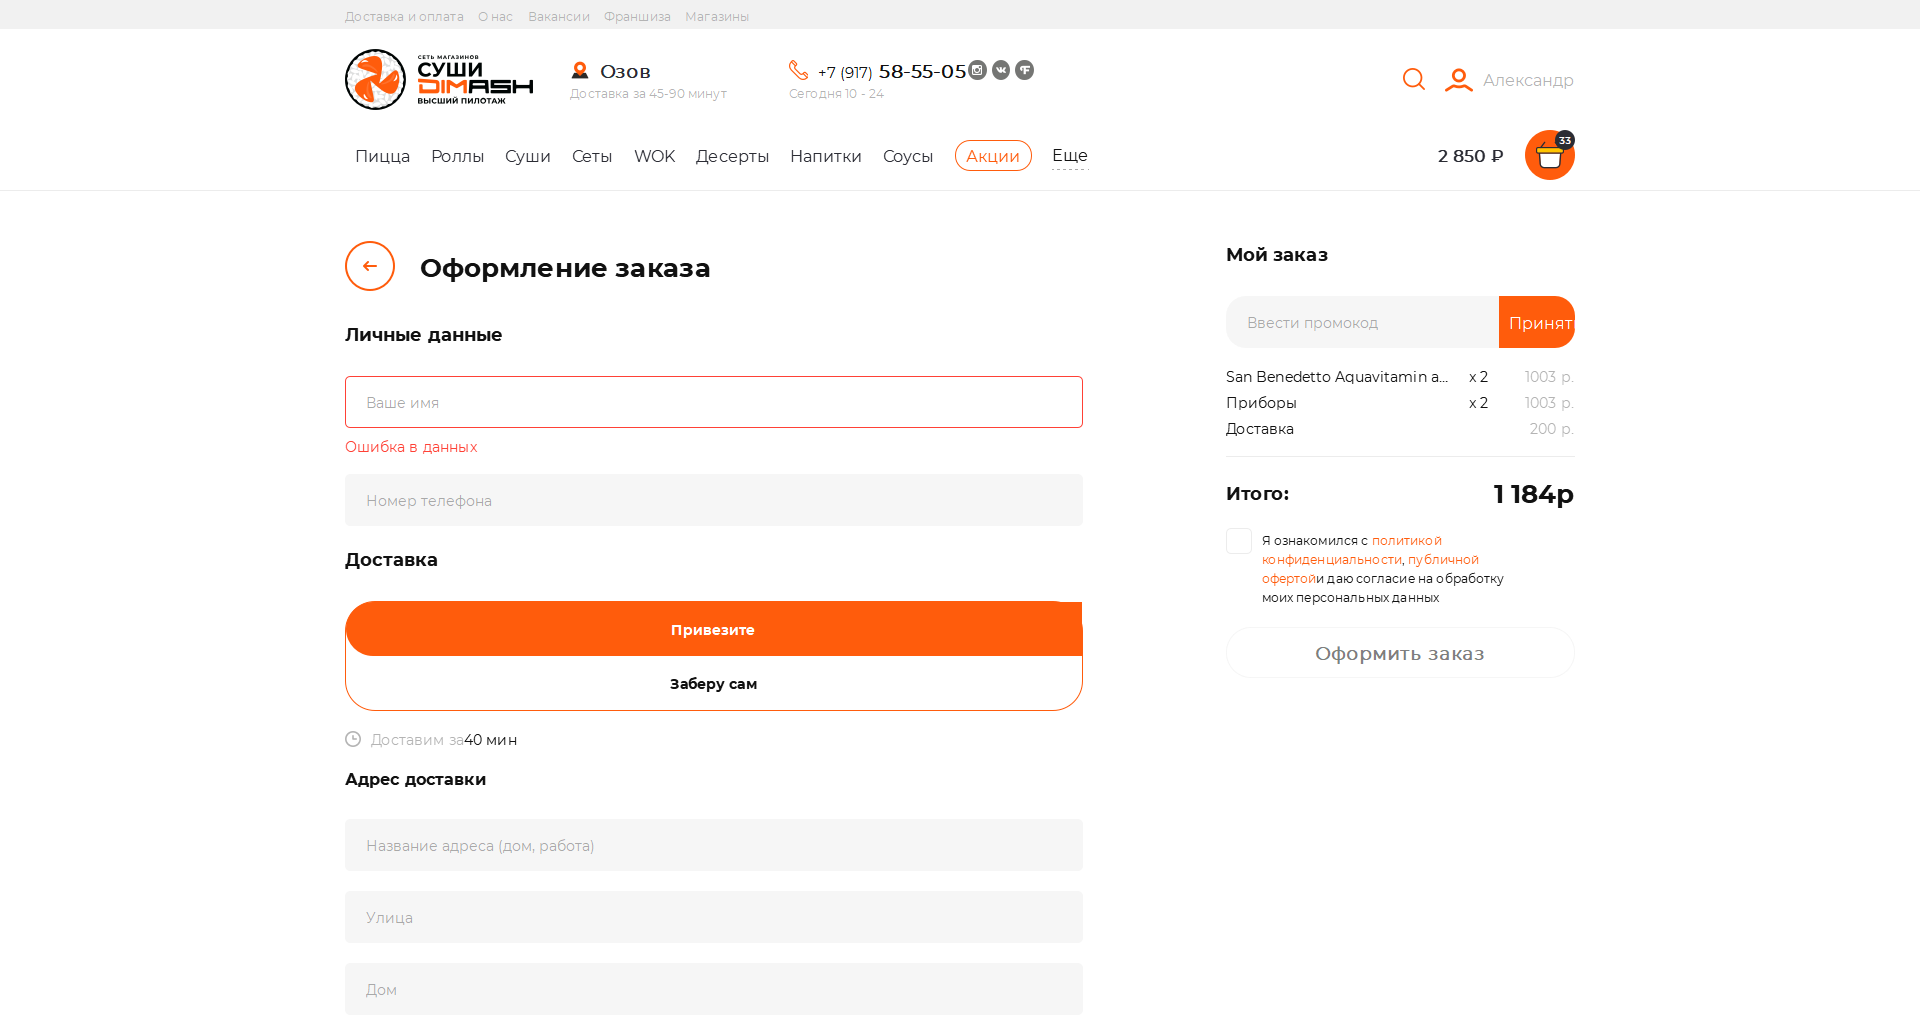 Доставка и оплата О нас Вакансии Франшиза Магазины
СЕТЬ МАГАЗИНОВ
СУШИ
DIMASH
ВЫСШИЙ ПИЛОТАЖ
Озов
Доставка за 45-90 минут
+7 (917) 58-55-05
Сегодня 10 - 24
Александр
Пицца Роллы Суши Сеты WOK Десерты Напитки Соусы Акции Еще
2 850 ₽
33
Оформление заказа
Личные данные
Ваше имя
Ошибка в данных
Номер телефона
Доставка
Привезите
Заберу сам
Доставим за40 мин
Адрес доставки
Название адреса (дом, работа)
Улица
Дом
Мой заказ
Ввести промокод
Принят
San Benedetto Aquavitamin a... x 2 1003 р.
Приборы x 2 1003 р.
Доставка 200 р.
Итого: 1 184р
Я ознакомился с политикой
конфиденциальности, публичной
офертойи даю согласие на обработку
моих персональных данных
Оформить заказ